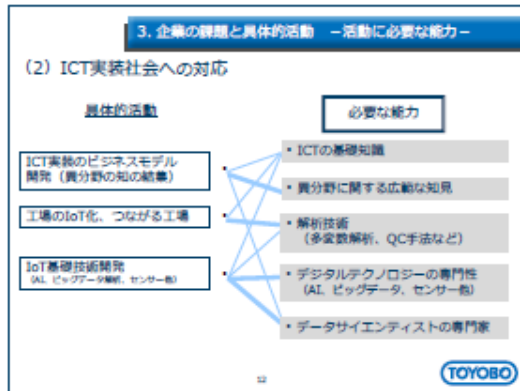 3. 企業の課題と具体的活動 －活動に必要な能力－
（2）ICT実装社会への対応
具体的活動
必要な能力
ICT実装のビジネスモデル
開発（異分野の知の結集）
工場のIoT化、つながる工場
IoT基礎技術開発
（AI、ビッグデータ解析、センサー他）
・ICTの基礎知識
・異分野に関する広範な知見
・解析技術
（多変数解析、QC手法など）
・デジタルテクノロジーの専門性
（AI、ビッグデータ、センサー他）
・データサイエンティストの専門家
12
TOYOBO